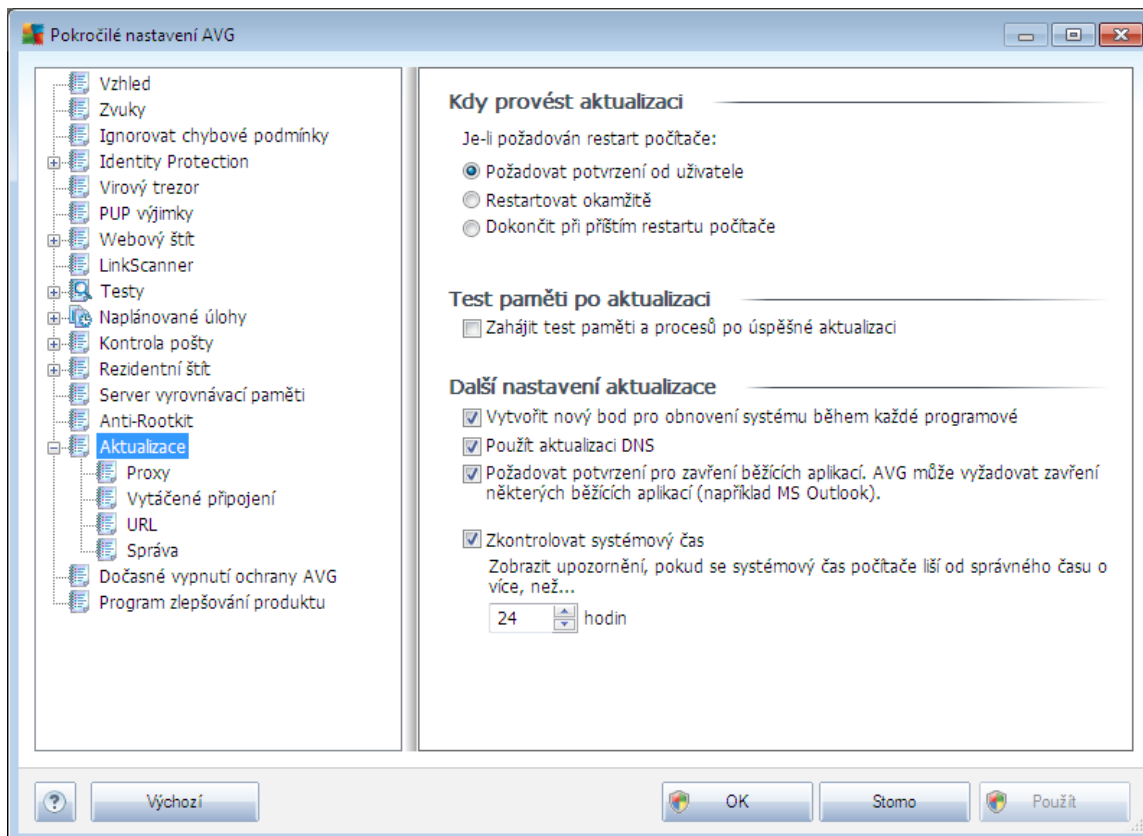 Pokročilé nastavení AVG
Vzhled
Zvuky
Ignorovat chybové podmínky
Identity Protection
Virový trezor
PUP výjimky
Webový štít
LinkScanner
Testy
Naplánované úlohy
Kontrola pošty
Rezidentní štít
Server vyrovnávací paměti
Anti-Rootkit
Aktualizace
Proxy
Vytáčené připojení
URL
Správa
Dočasné vypnutí ochrany AVG
Program zlepšování produktu
Kdy provést aktualizaci
Je-li požadován restart počítače:
Požadovat potvrzení od uživatele
Restartovat okamžitě
Dokončit při příštím restartu počítače
Test paměti po aktualizaci
Zahájit test paměti a procesů po úspěšné aktualizaci
Další nastavení aktualizace
Vytvořit nový bod pro obnovení systému během každé programové
Použít aktualizaci DNS
Požadovat potvrzení pro zavření běžících aplikací. AVG může vyžadovat zavření
některých běžících aplikací (například MS Outlook).
Zkontrolovat systémový čas
Zobrazit upozornění, pokud se systémový čas počítače liší od správného času o
více, než...
24 hodin
? Výchozí OK Stomo Použít